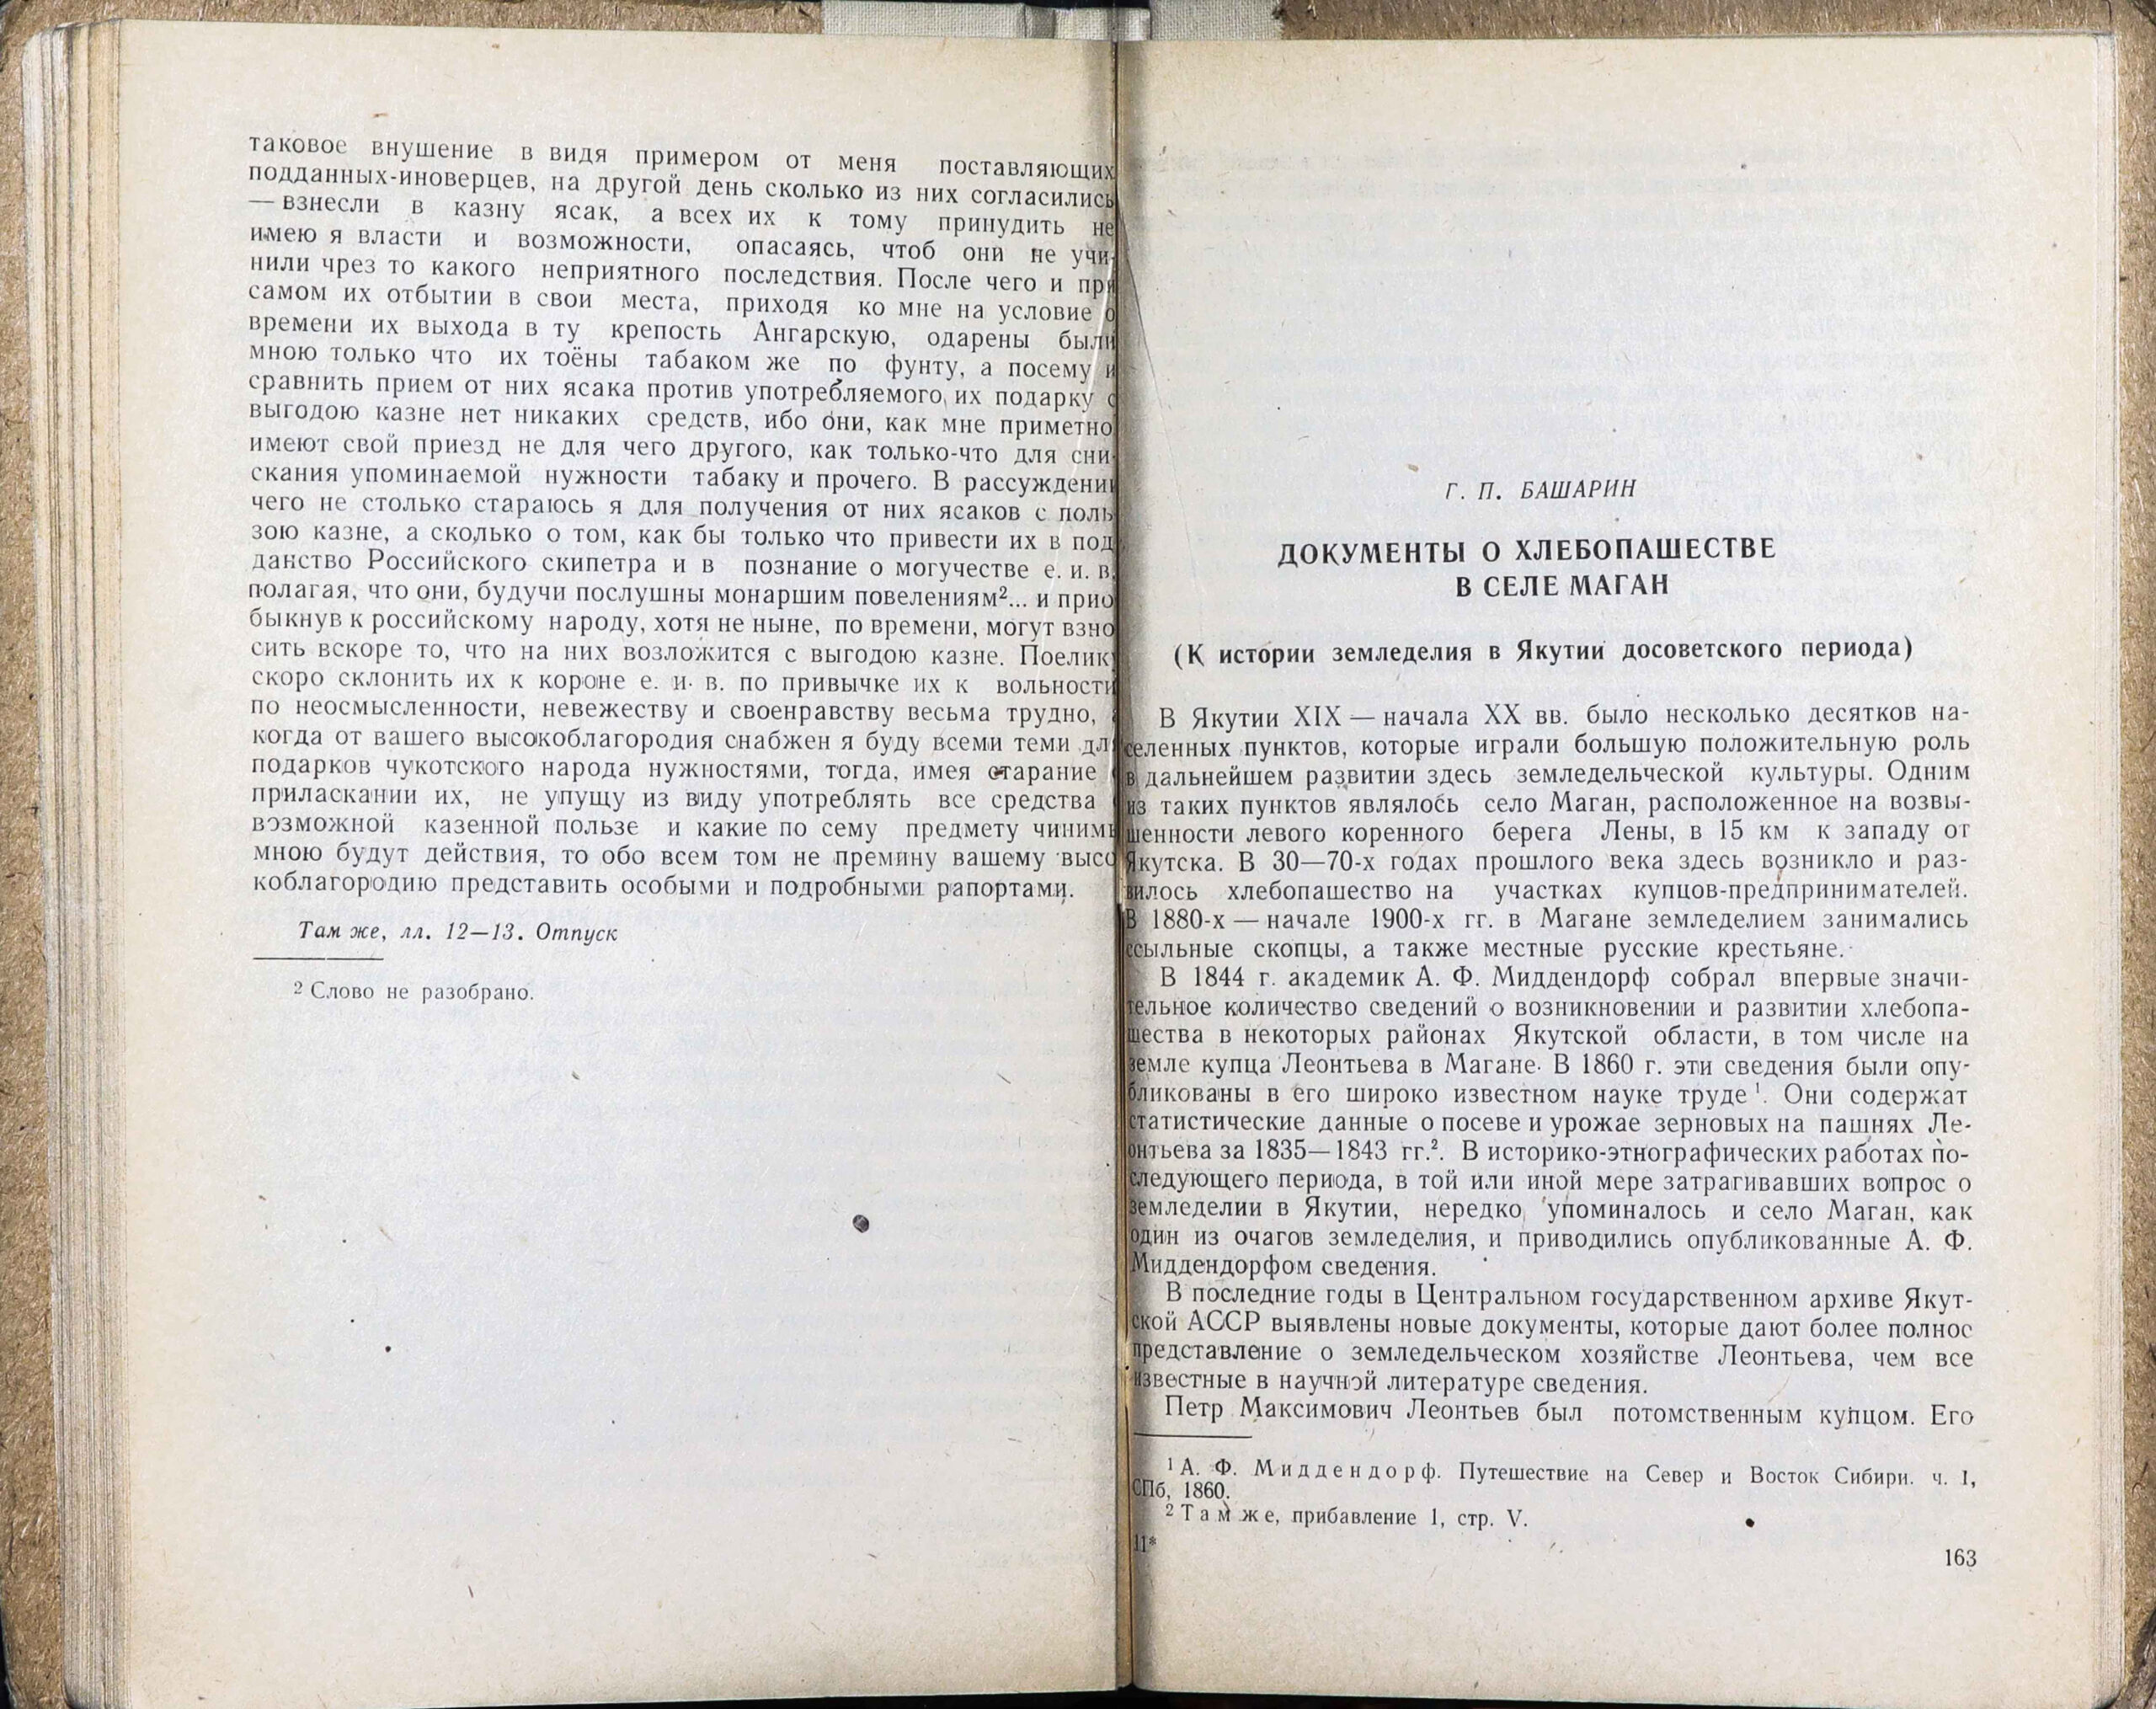 таковое внушение в видя примером от меня поставляющих
подданных-иноверцев, на другой день сколько из них согласились
— взнесли в казну ясак, а всех их к тому принудить не
имею я власти и возможности, опасаясь, чтоб они не учи-
нили чрез то какого неприятного последствия. После чего и при
самом их отбытии в свои места, приходя ко мне на условие о
времени их выхода в ту крепость Ангарскую, одарены были
мною только что их тоёны табаком же по фунту, а посему и
сравнить прием от них ясака против употребляемого их подарку с
выгодою казне нет никаких средств, ибо они, как мне приметно
имеют свой приезд не для чего другого, как только-что для сни-
скания упоминаемой нужности табаку и прочего. В рассуждении
чего не столько стараюсь я для получения от них ясаков с поль
зою казне, а сколько о том, как бы только что привести их в под
данство Российского скипетра и в познание о могучестве е. и. в.
полагая, что они, будучи послушны монаршим повелениям²... и прио
быкнув к российскому народу, хотя не ныне, по времени, могут взно
сить вскоре то, что на них возложится с выгодою казне. Поелик
скоро склонить их к короне е. и. в. по привычке их к вольности
по неосмысленности, невежеству и своенравству весьма трудно,
когда от вашего высокоблагородия снабжен я буду всеми теми дл
подарков чукотского народа нужностями, тогда, имея старание
приласкании их, не упущу из виду употреблять все средства
возможной казенной пользе и какие по сему предмету чиним
мною будут действия, то обо всем том не премину вашему высо
коблагородию представить особыми и подробными рапортами.
Там же, лл. 12—13. Отпуск
2 Слово не разобрано.
Г. П. БАШАРИН
ДОКУМЕНТЫ О ХЛЕБОПАШЕСТВЕ
В СЕЛЕ МАГАН
(К истории земледелия в Якутии досоветского периода)
В Якутии XIX — начала XX вв. было несколько десятков на-
селенных пунктов, которые играли большую положительную роль
в дальнейшем развитии здесь земледельческой культуры. Одним
из таких пунктов являлось село Маган, расположенное на возвы-
шенности левого коренного берега Лены, в 15 км к западу от
Якутска. В 30—70-х годах прошлого века здесь возникло и раз-
вилось хлебопашество на участках купцов-предпринимателей.
В 1880-х — начале 1900-х гг. в Магане земледелием занимались
ссыльные скопцы, а также местные русские крестьяне.
В 1844 г. академик А. Ф. Миддендорф собрал впервые значи-
тельное количество сведений о возникновении и развитии хлебопа-
шества в некоторых районах Якутской области, в том числе на
земле купца Леонтьева в Магане. В 1860 г. эти сведения были опу-
бликованы в его широко известном науке труде¹. Они содержат
статистические данные о посеве и урожае зерновых на пашнях Ле-
онтьева за 1835—1843 гг.². В историко-этнографических работах по-
следующего периода, в той или иной мере затрагивавших вопрос о
земледелии в Якутии, нередко упоминалось и село Маган, как
один из очагов земледелия, и приводились опубликованные А. Ф.
Миддендорфом сведения.
В последние годы в Центральном государственном архиве Якут-
ской АССР выявлены новые документы, которые дают более полное
представление о земледельческом хозяйстве Леонтьева, чем все
известные в научной литературе сведения.
Петр Максимович Леонтьев был потомственным купцом. Его
1 А. Ф. Миддендорф. Путешествие на Север и Восток Сибири. ч. I,
СПб, 1860.
2 Там же, прибавление 1, стр. V.
11*
163